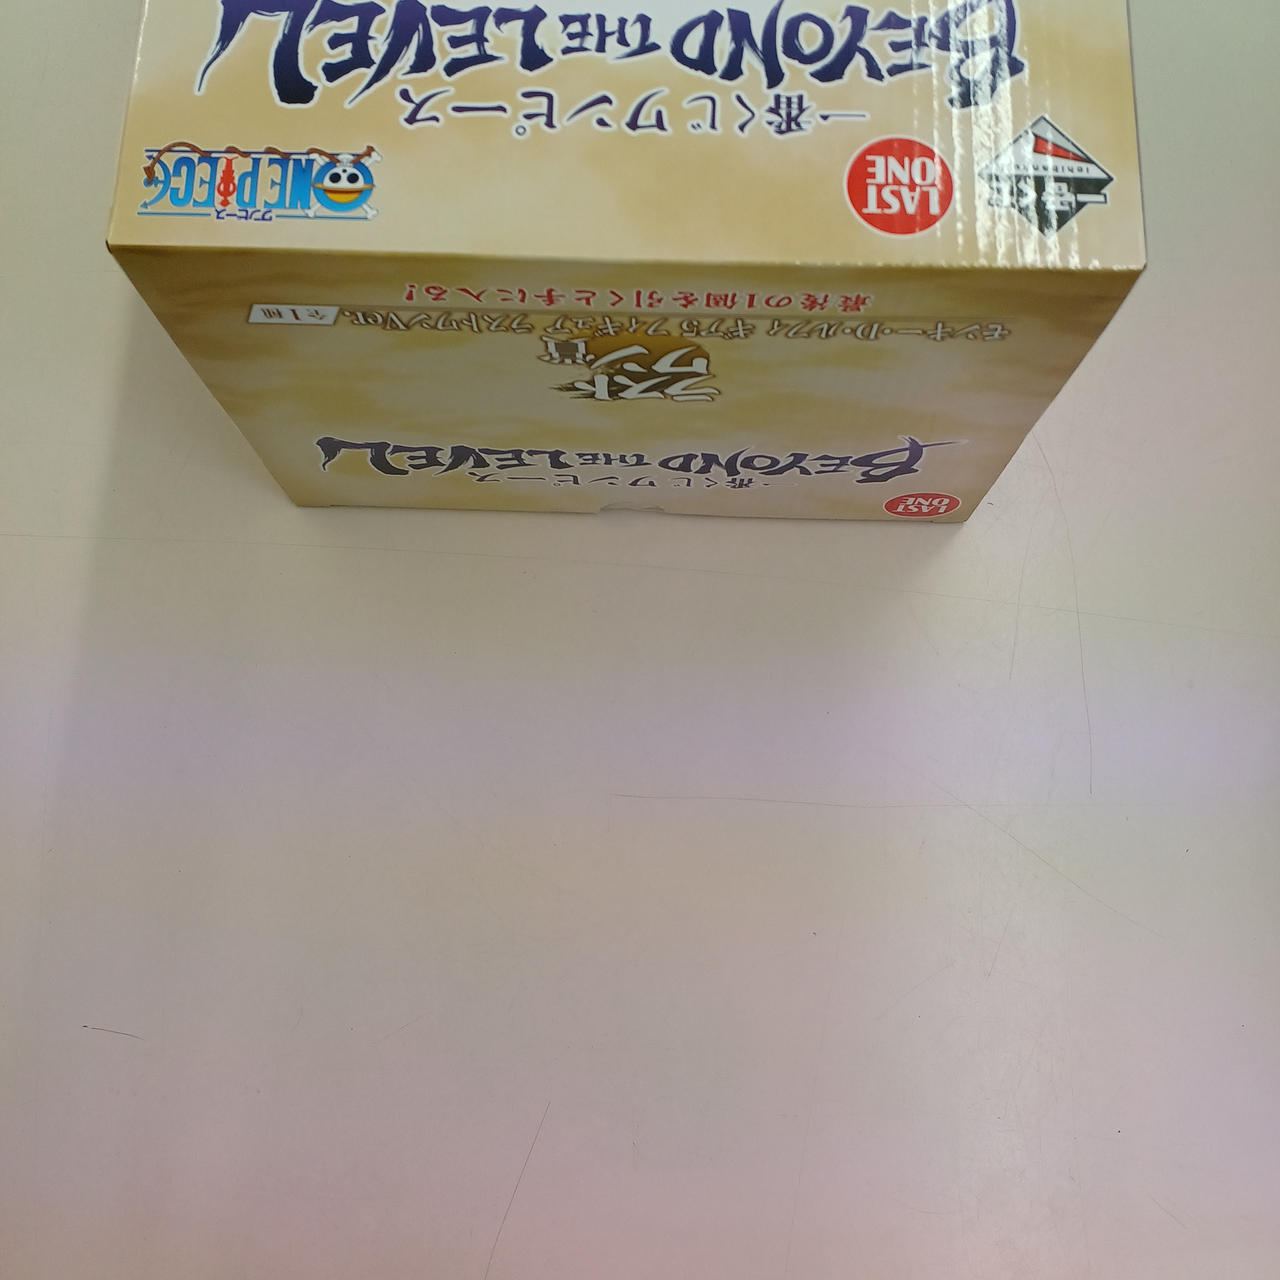 LAST ONE
一番くじ ワンピース
BEYOND THE LEVEL
ラストワン賞
モンキー・D・ルフィ ギア5 フィギュア ラストワンVer. 全1種
最後の1個を引くと手に入る!
一番くじ
LAST ONE
ワンピース
ONE PIECE
一番くじ ワンピース
BEYOND THE LEVEL